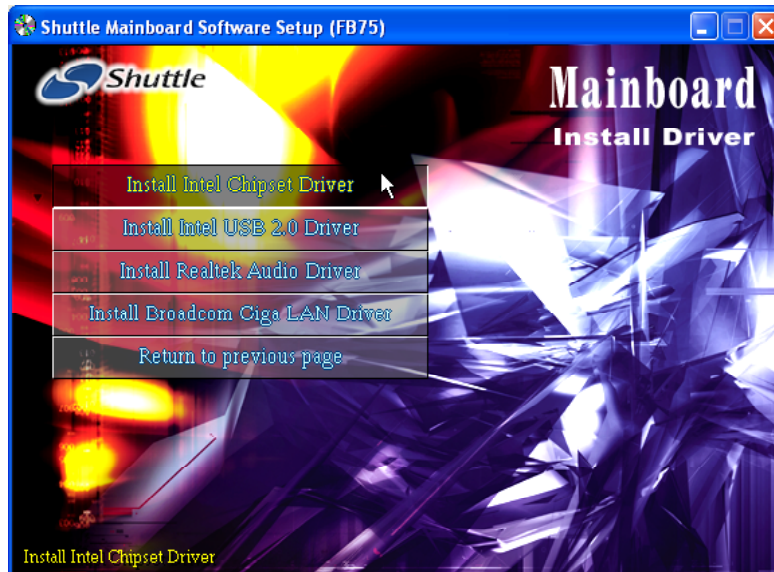 Shuttle Mainboard Software Setup (FB75)
Shuttle
Mainboard
Install Driver
Install Intel Chipset Driver
Install Intel USB 2.0 Driver
Install Realtek Audio Driver
Install Broadcom Giga LAN Driver
Return to previous page
Install Intel Chipset Driver